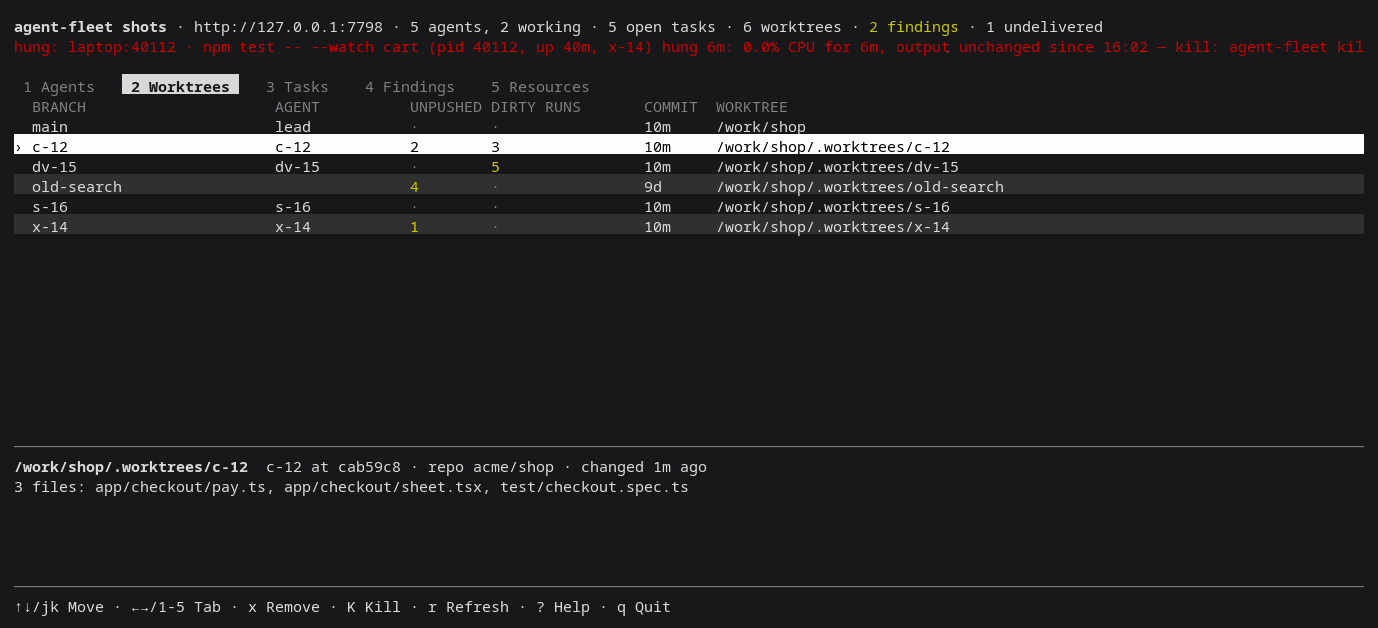 agent-fleet shots · http://127.0.0.1:7798 · 5 agents, 2 working · 5 open tasks · 6 worktrees · 2 findings · 1 undelivered
hung: laptop:40112 · npm test -- --watch cart (pid 40112, up 40m, x-14) hung 6m: 0.0% CPU for 6m, output unchanged since 16:02 — kill: agent-fleet kil
1 Agents 2 Worktrees 3 Tasks 4 Findings 5 Resources
BRANCH AGENT UNPUSHED DIRTY RUNS COMMIT WORKTREE
main lead · · 10m /work/shop
› c-12 c-12 2 3 10m /work/shop/.worktrees/c-12
dv-15 dv-15 · 5 10m /work/shop/.worktrees/dv-15
old-search 4 · 9d /work/shop/.worktrees/old-search
s-16 s-16 · · 10m /work/shop/.worktrees/s-16
x-14 x-14 1 · 10m /work/shop/.worktrees/x-14
/work/shop/.worktrees/c-12 c-12 at cab59c8 · repo acme/shop · changed 1m ago
3 files: app/checkout/pay.ts, app/checkout/sheet.tsx, test/checkout.spec.ts
↑↓/jk Move · ←→/1-5 Tab · x Remove · K Kill · r Refresh · ? Help · q Quit